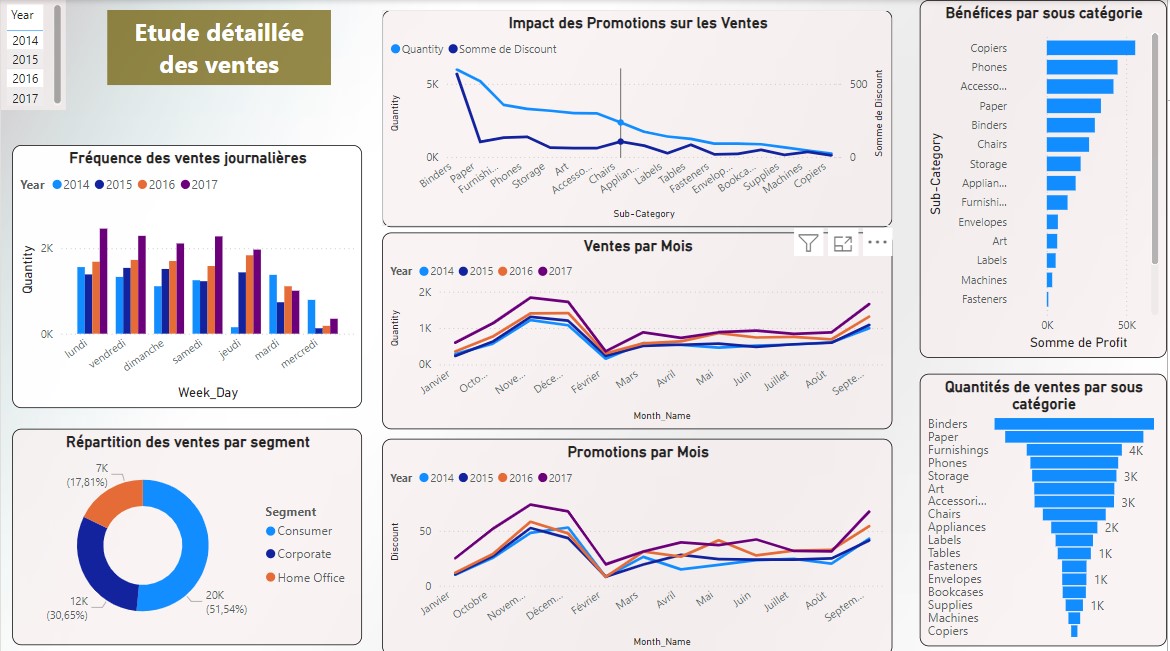 Year
2014
2015
2016
2017
Etude détaillée
des ventes
Fréquence des ventes journalières
Year 2014 2015 2016 2017
Quantity
2K
0K
lundi
vendredi
dimanche
samedi
jeudi
mardi
mercredi
Week_Day
Répartition des ventes par segment
7K
(17,81%)
12K
(30,65%)
20K
(51,54%)
Segment
Consumer
Corporate
Home Office
Impact des Promotions sur les Ventes
Quantity Somme de Discount
Quantity
5K
0K
500
0
Somme de Discount
Binders
Paper
Furnishi...
Phones
Storage
Art
Accesso...
Chairs
Applian...
Labels
Tables
Fasteners
Envelop...
Bookca...
Supplies
Machines
Copiers
Sub-Category
Ventes par Mois
Year 2014 2015 2016 2017
Quantity
2K
1K
0K
Janvier
Octo...
Nove...
Déce...
Février
Mars
Avril
Mai
Juin
Juillet
Août
Septe...
Month_Name
Promotions par Mois
Year 2014 2015 2016 2017
Discount
50
0
Janvier
Octobre
Novem...
Décem...
Février
Mars
Avril
Mai
Juin
Juillet
Août
Septem...
Month_Name
Bénéfices par sous catégorie
Sub-Category
Copiers
Phones
Accesso...
Paper
Binders
Chairs
Storage
Applian...
Furnishi...
Envelopes
Art
Labels
Machines
Fasteners
0K 50K
Somme de Profit
Quantités de ventes par sous
catégorie
Binders
Paper
Furnishings 4K
Phones
Storage 3K
Art
Accessori... 3K
Chairs
Appliances 2K
Labels
Tables 1K
Fasteners
Envelopes 1K
Bookcases
Supplies 1K
Machines
Copiers